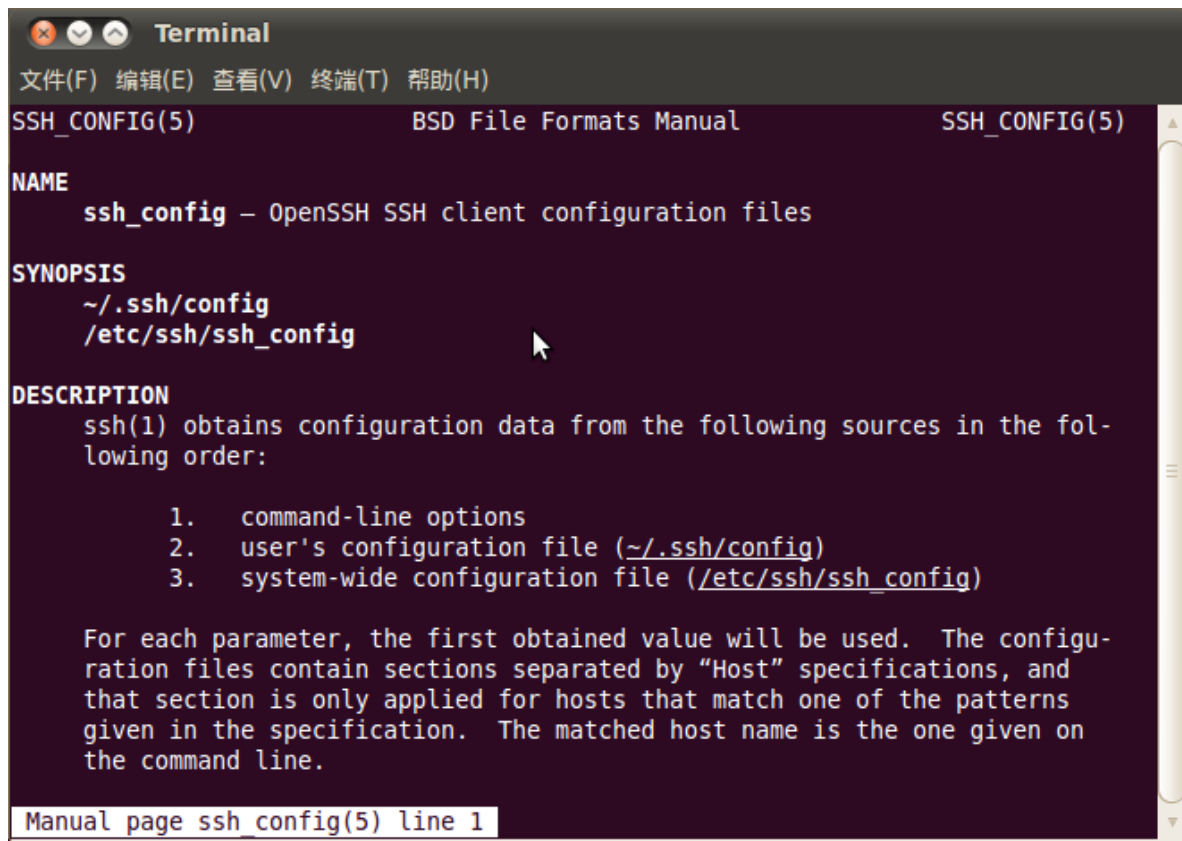 Terminal
文件(F) 编辑(E) 查看(V) 终端(T) 帮助(H)
SSH_CONFIG(5) BSD File Formats Manual SSH_CONFIG(5)
NAME
ssh_config — OpenSSH SSH client configuration files
SYNOPSIS
~/.ssh/config
/etc/ssh/ssh_config
DESCRIPTION
ssh(1) obtains configuration data from the following sources in the fol-
lowing order:
1. command-line options
2. user's configuration file (~/.ssh/config)
3. system-wide configuration file (/etc/ssh/ssh_config)
For each parameter, the first obtained value will be used. The configu-
ration files contain sections separated by “Host” specifications, and
that section is only applied for hosts that match one of the patterns
given in the specification. The matched host name is the one given on
the command line.
Manual page ssh_config(5) line 1